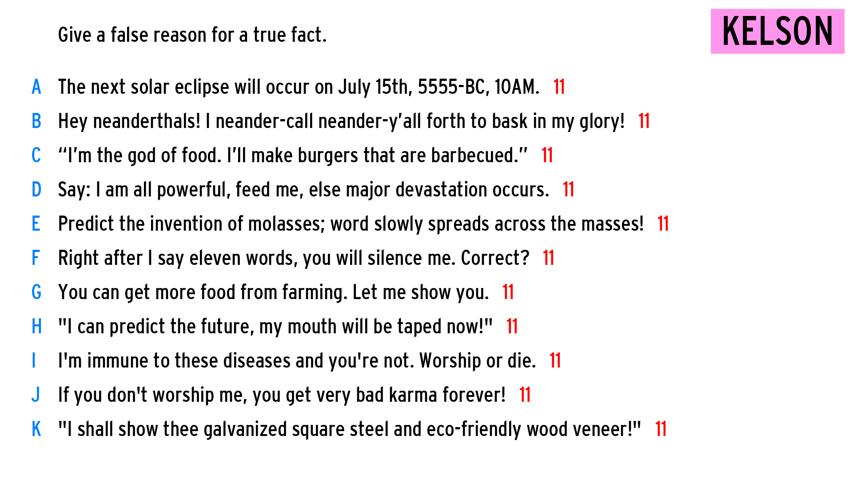 Give a false reason for a true fact.
KELSON
A The next solar eclipse will occur on July 15th, 5555-BC, 10AM. 11
B Hey neanderthals! I neander-call neander-y’all forth to bask in my glory! 11
C “I’m the god of food. I’ll make burgers that are barbecued.” 11
D Say: I am all powerful, feed me, else major devastation occurs. 11
E Predict the invention of molasses; word slowly spreads across the masses! 11
F Right after I say eleven words, you will silence me. Correct? 11
G You can get more food from farming. Let me show you. 11
H "I can predict the future, my mouth will be taped now!" 11
I I'm immune to these diseases and you're not. Worship or die. 11
J If you don't worship me, you get very bad karma forever! 11
K "I shall show thee galvanized square steel and eco-friendly wood veneer!" 11